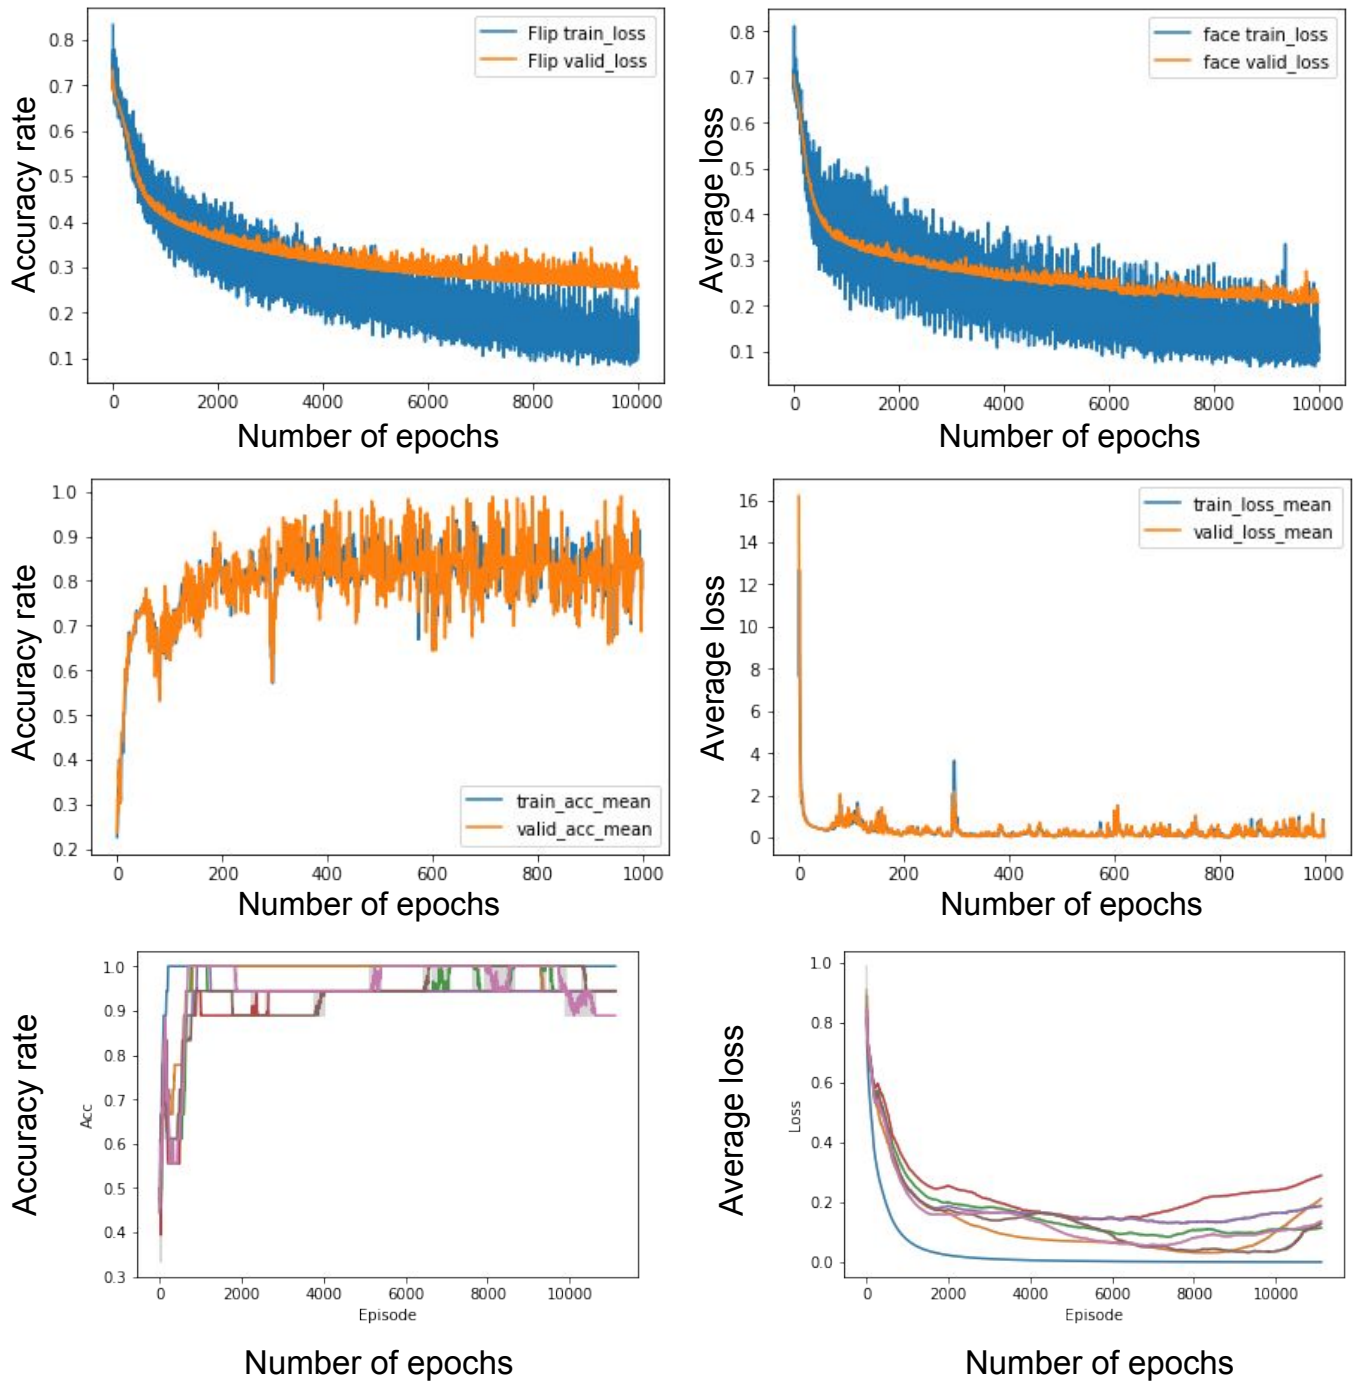 Flip train_loss
Flip valid_loss
Accuracy rate
0.8
0.7
0.6
0.5
0.4
0.3
0.2
0.1
0 2000 4000 6000 8000 10000
Number of epochs
face train_loss
face valid_loss
Average loss
0.8
0.7
0.6
0.5
0.4
0.3
0.2
0.1
0 2000 4000 6000 8000 10000
Number of epochs
Accuracy rate
1.0
0.9
0.8
0.7
0.6
0.5
0.4
0.3
0.2
train_acc_mean
valid_acc_mean
0 200 400 600 800 1000
Number of epochs
train_loss_mean
valid_loss_mean
Average loss
16
14
12
10
8
6
4
2
0
0 200 400 600 800 1000
Number of epochs
Accuracy rate
Acc
1.0
0.9
0.8
0.7
0.6
0.5
0.4
0.3
0 2000 4000 6000 8000 10000
Episode
Number of epochs
Average loss
Loss
1.0
0.8
0.6
0.4
0.2
0.0
0 2000 4000 6000 8000 10000
Episode
Number of epochs